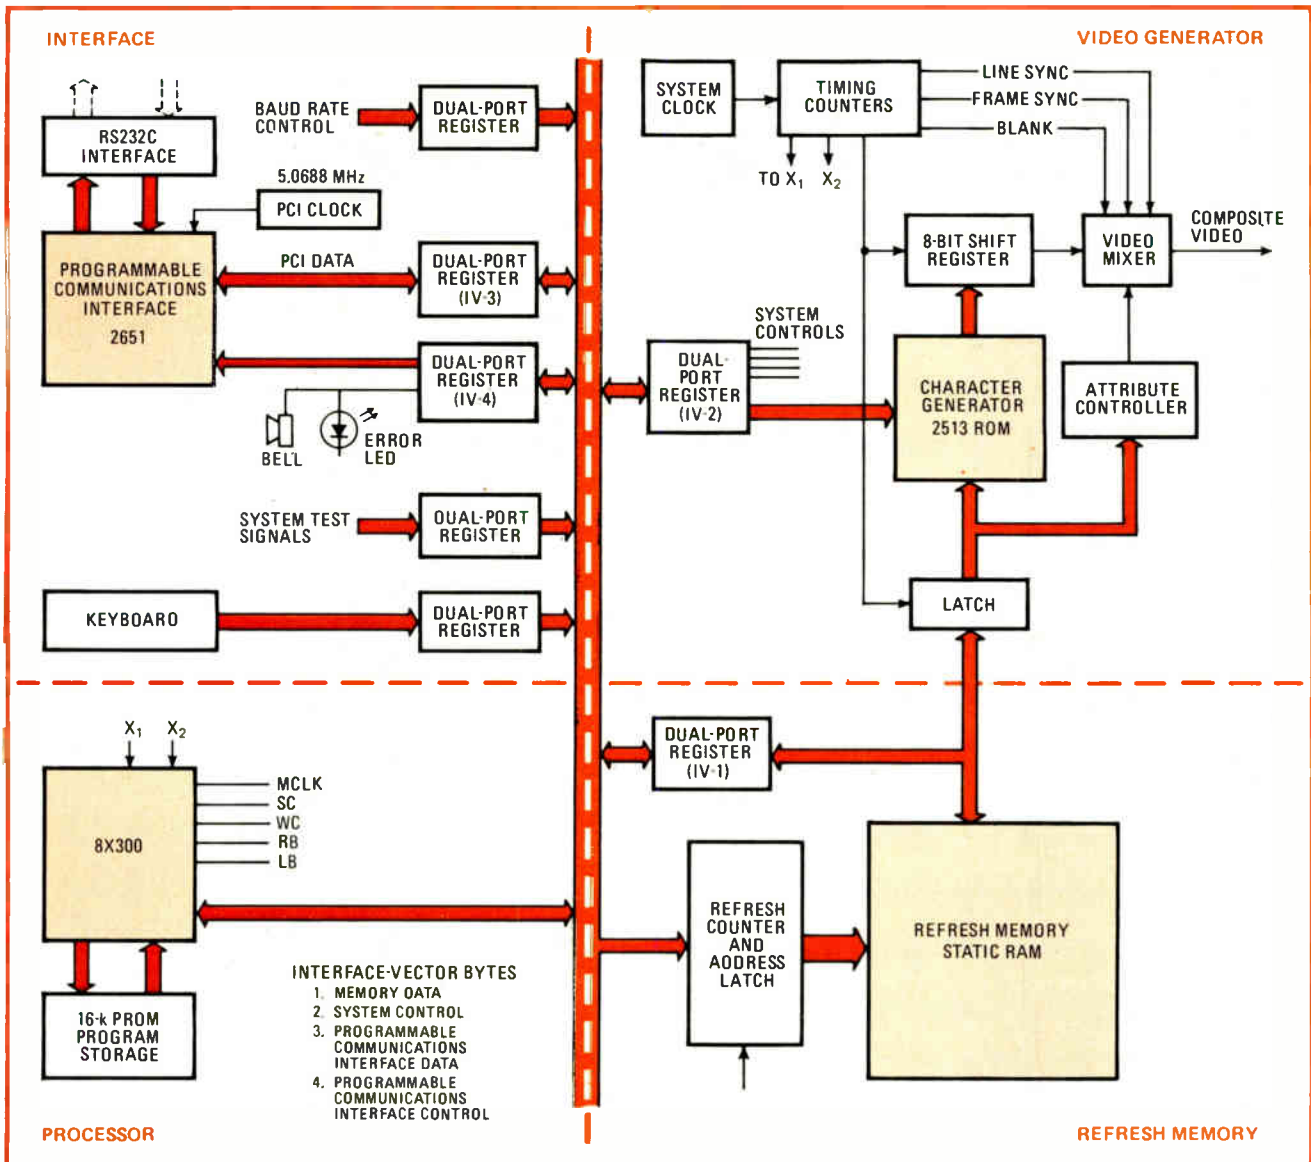 INTERFACE
VIDEO GENERATOR
RS232C
INTERFACE
BAUD RATE
CONTROL
DUAL-PORT
REGISTER
5.0688 MHz
PCI CLOCK
PROGRAMMABLE
COMMUNICATIONS
INTERFACE
2651
PCI DATA
DUAL-PORT
REGISTER
(IV-3)
DUAL-PORT
REGISTER
(IV-4)
BELL
ERROR
LED
SYSTEM TEST
SIGNALS
DUAL-PORT
REGISTER
KEYBOARD
DUAL-PORT
REGISTER
SYSTEM
CLOCK
TIMING
COUNTERS
LINE SYNC
FRAME SYNC
BLANK
TO X1 X2
8-BIT SHIFT
REGISTER
VIDEO
MIXER
COMPOSITE
VIDEO
SYSTEM
CONTROLS
DUAL-
PORT
REGISTER
(IV-2)
CHARACTER
GENERATOR
2513 ROM
ATTRIBUTE
CONTROLLER
LATCH
X1 X2
8X300
MCLK
SC
WC
RB
LB
16-k PROM
PROGRAM
STORAGE
INTERFACE-VECTOR BYTES
1. MEMORY DATA
2. SYSTEM CONTROL
3. PROGRAMMABLE
COMMUNICATIONS
INTERFACE DATA
4. PROGRAMMABLE
COMMUNICATIONS
INTERFACE CONTROL
DUAL-PORT
REGISTER
(IV-1)
REFRESH
COUNTER
AND
ADDRESS
LATCH
REFRESH MEMORY
STATIC RAM
PROCESSOR
REFRESH MEMORY